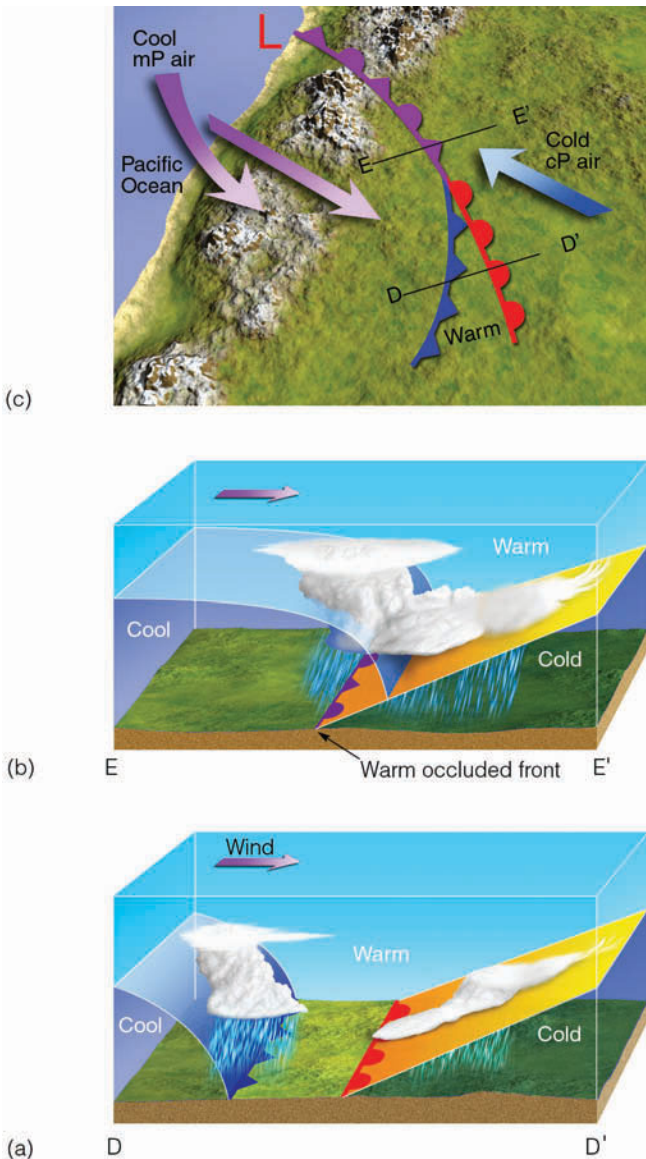 L
Cool
mP air
E'
Cold
cP air
E
Pacific
Ocean
D'
D
Warm
(c)
Warm
Cool
Cold
(b)
E
Warm occluded front
E'
Wind
Warm
Cool
Cold
(a)
D
D'